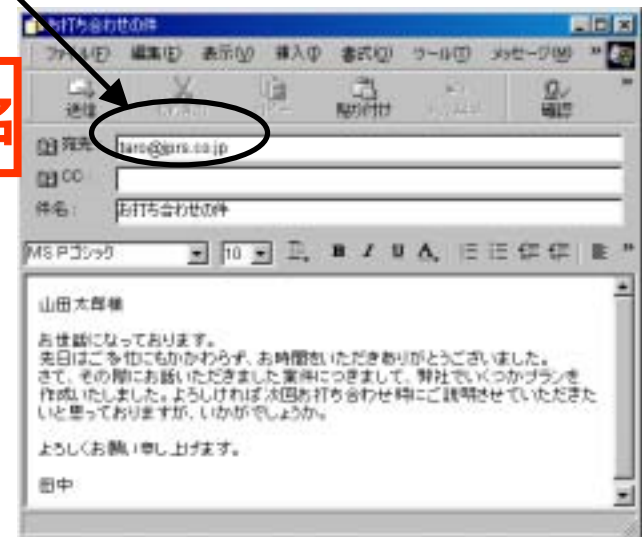 お打ち合わせの件
ファイル(F) 編集(E) 表示(V) 挿入(I) 書式(O) ツール(T) メッセージ(M) »
送信 貼り付け 確認 »
宛先: taro@jprs.co.jp
CC:
件名: お打ち合わせの件
MS Pゴシック 10 B I U A »
山田太郎様
お世話になっております。
先日はご多忙にもかかわらず、お時間をいただきありがとうございました。
さて、その際にお話いただきました案件につきまして、弊社でいくつかプランを
作成いたしました。よろしければ次回お打ち合わせ時にご説明させていただきた
いと思っておりますが、いかがでしょうか。
よろしくお願い申し上げます。
田中